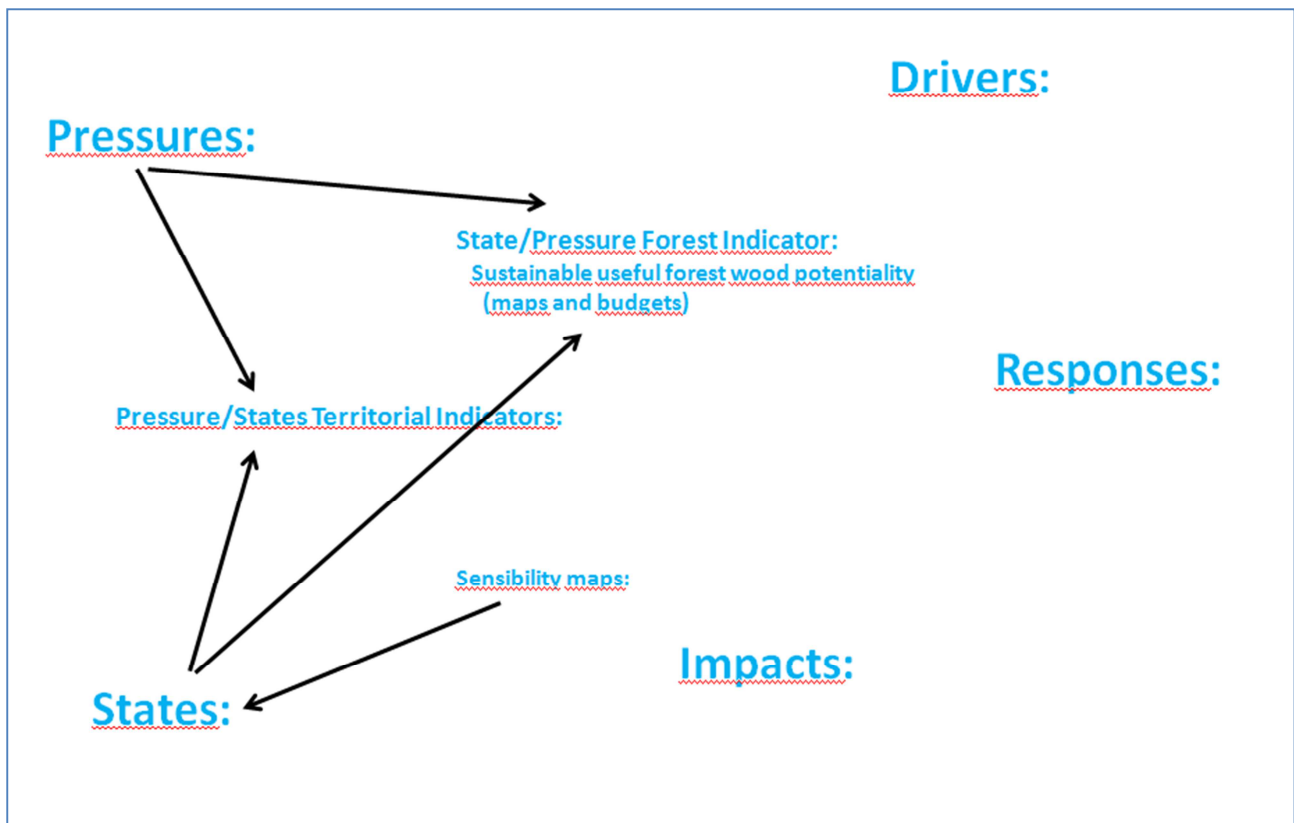 Drivers:
Pressures:
State/Pressure Forest Indicator:
Sustainable useful forest wood potentiality
(maps and budgets)
Responses:
Pressure/States Territorial Indicators:
Sensibility maps:
Impacts:
States: